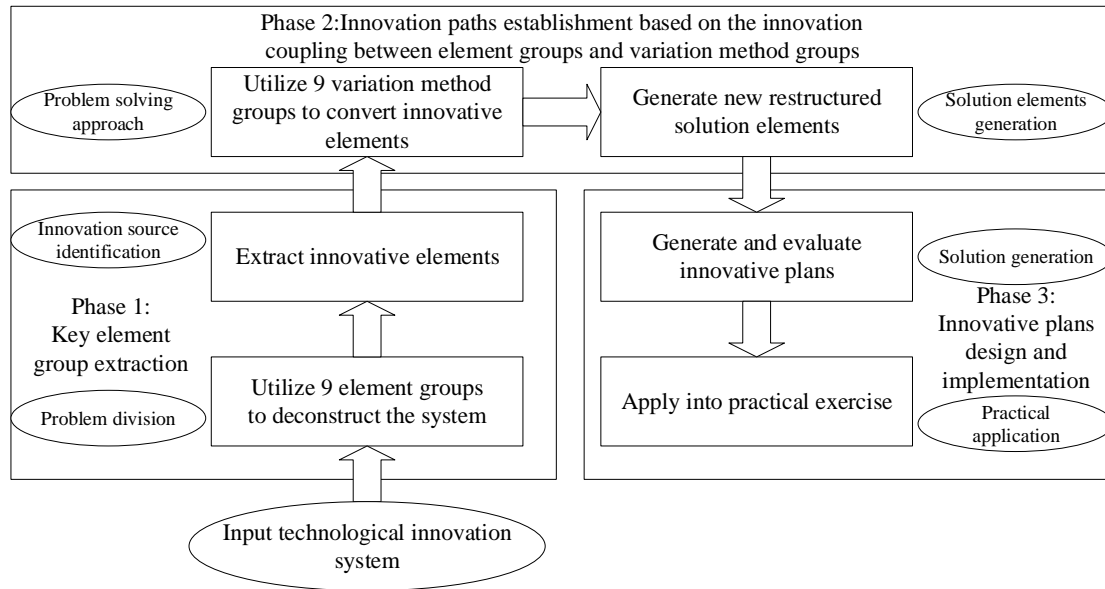 Phase 2:Innovation paths establishment based on the innovation
coupling between element groups and variation method groups
Problem solving
approach
Utilize 9 variation method
groups to convert innovative
elements
Generate new restructured
solution elements
Solution elements
generation
Innovation source
identification
Extract innovative elements
Phase 1:
Key element
group extraction
Problem division
Utilize 9 element groups
to deconstruct the system
Input technological innovation
system
Generate and evaluate
innovative plans
Solution generation
Phase 3:
Innovative plans
design and
implementation
Apply into practical exercise
Practical
application